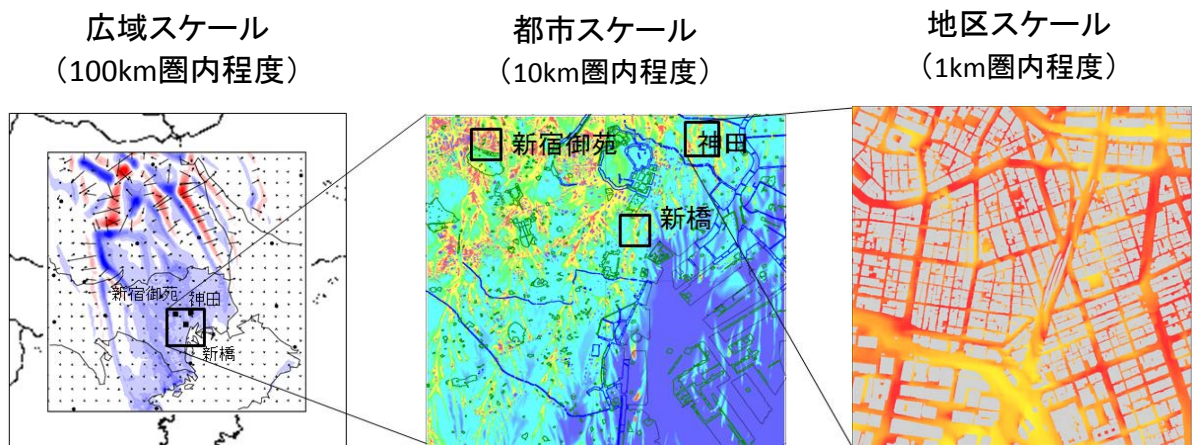 広域スケール
（100km圏内程度）
都市スケール
（10km圏内程度）
地区スケール
（1km圏内程度）
新宿御苑
神田
新橋
新宿御苑
神田
新橋